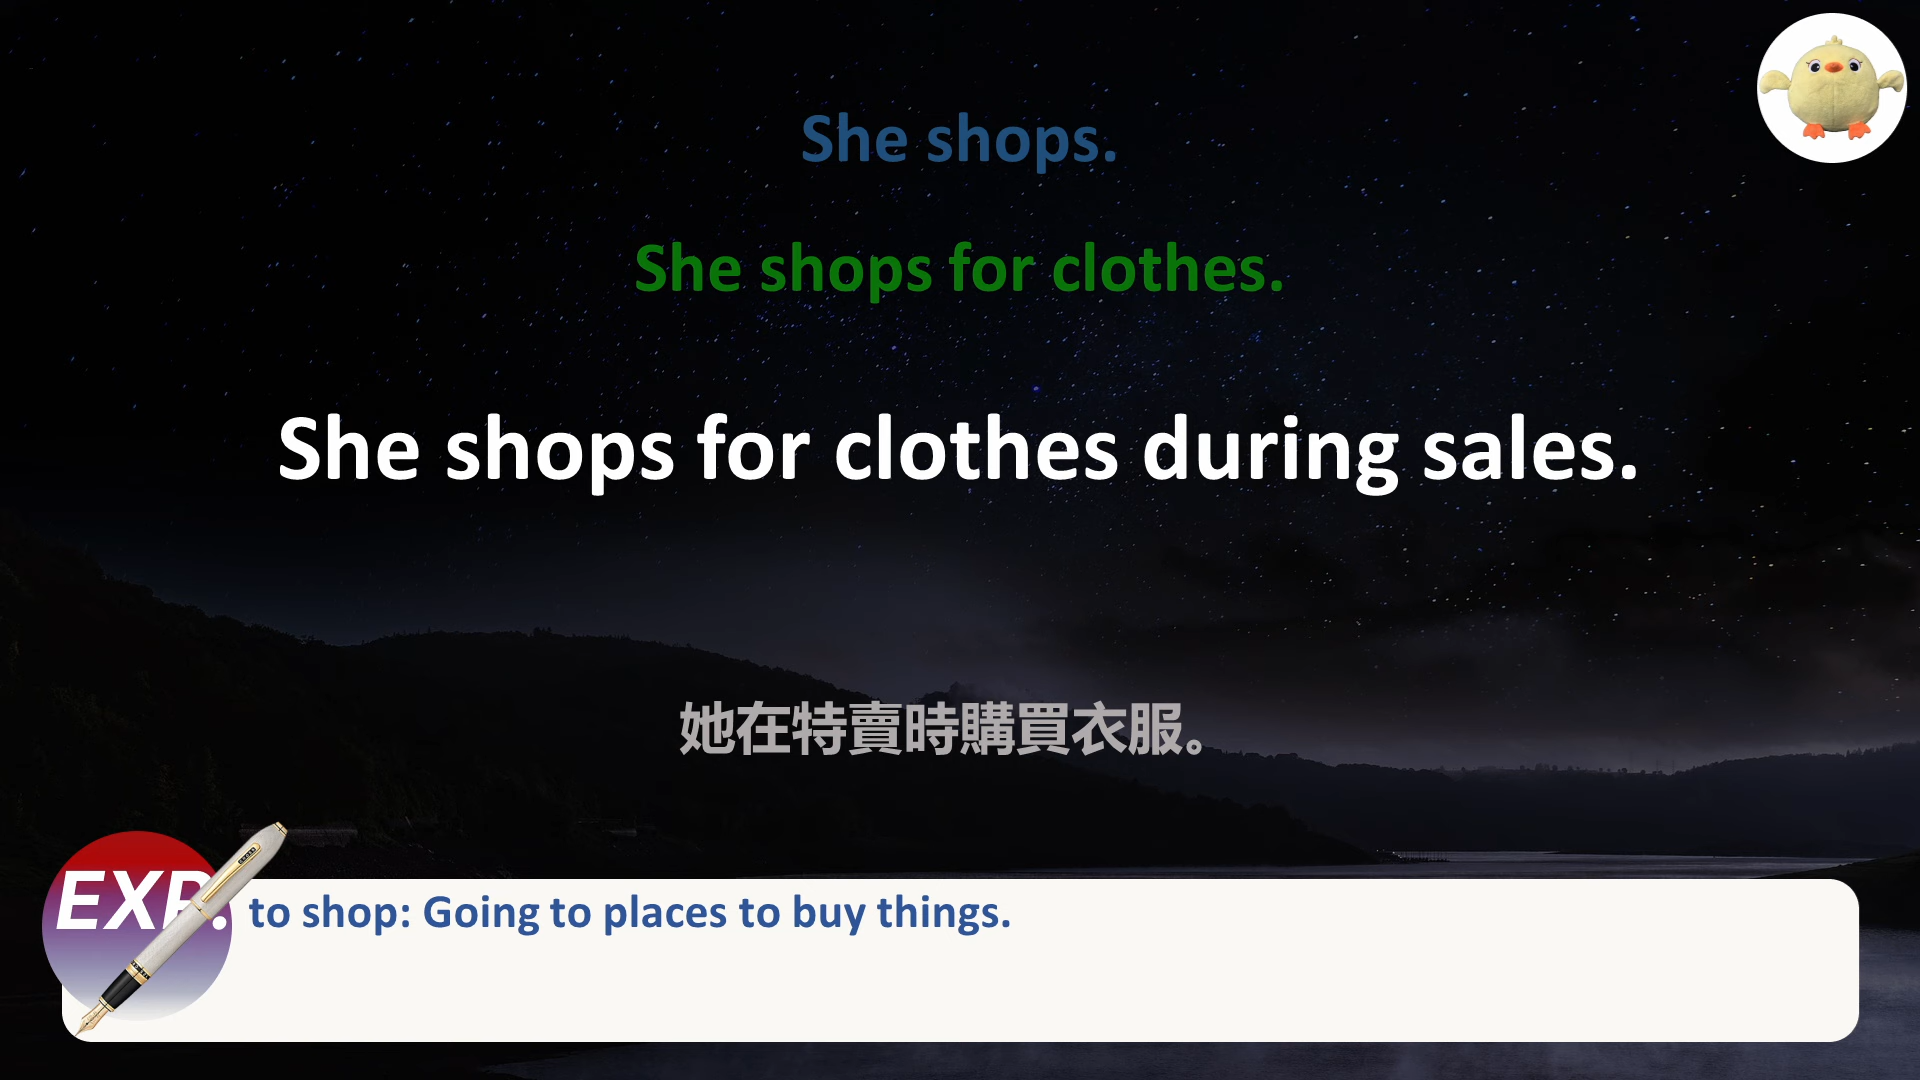 She shops.
She shops for clothes.
She shops for clothes during sales.
她在特賣時購買衣服。
EXP.
to shop: Going to places to buy things.